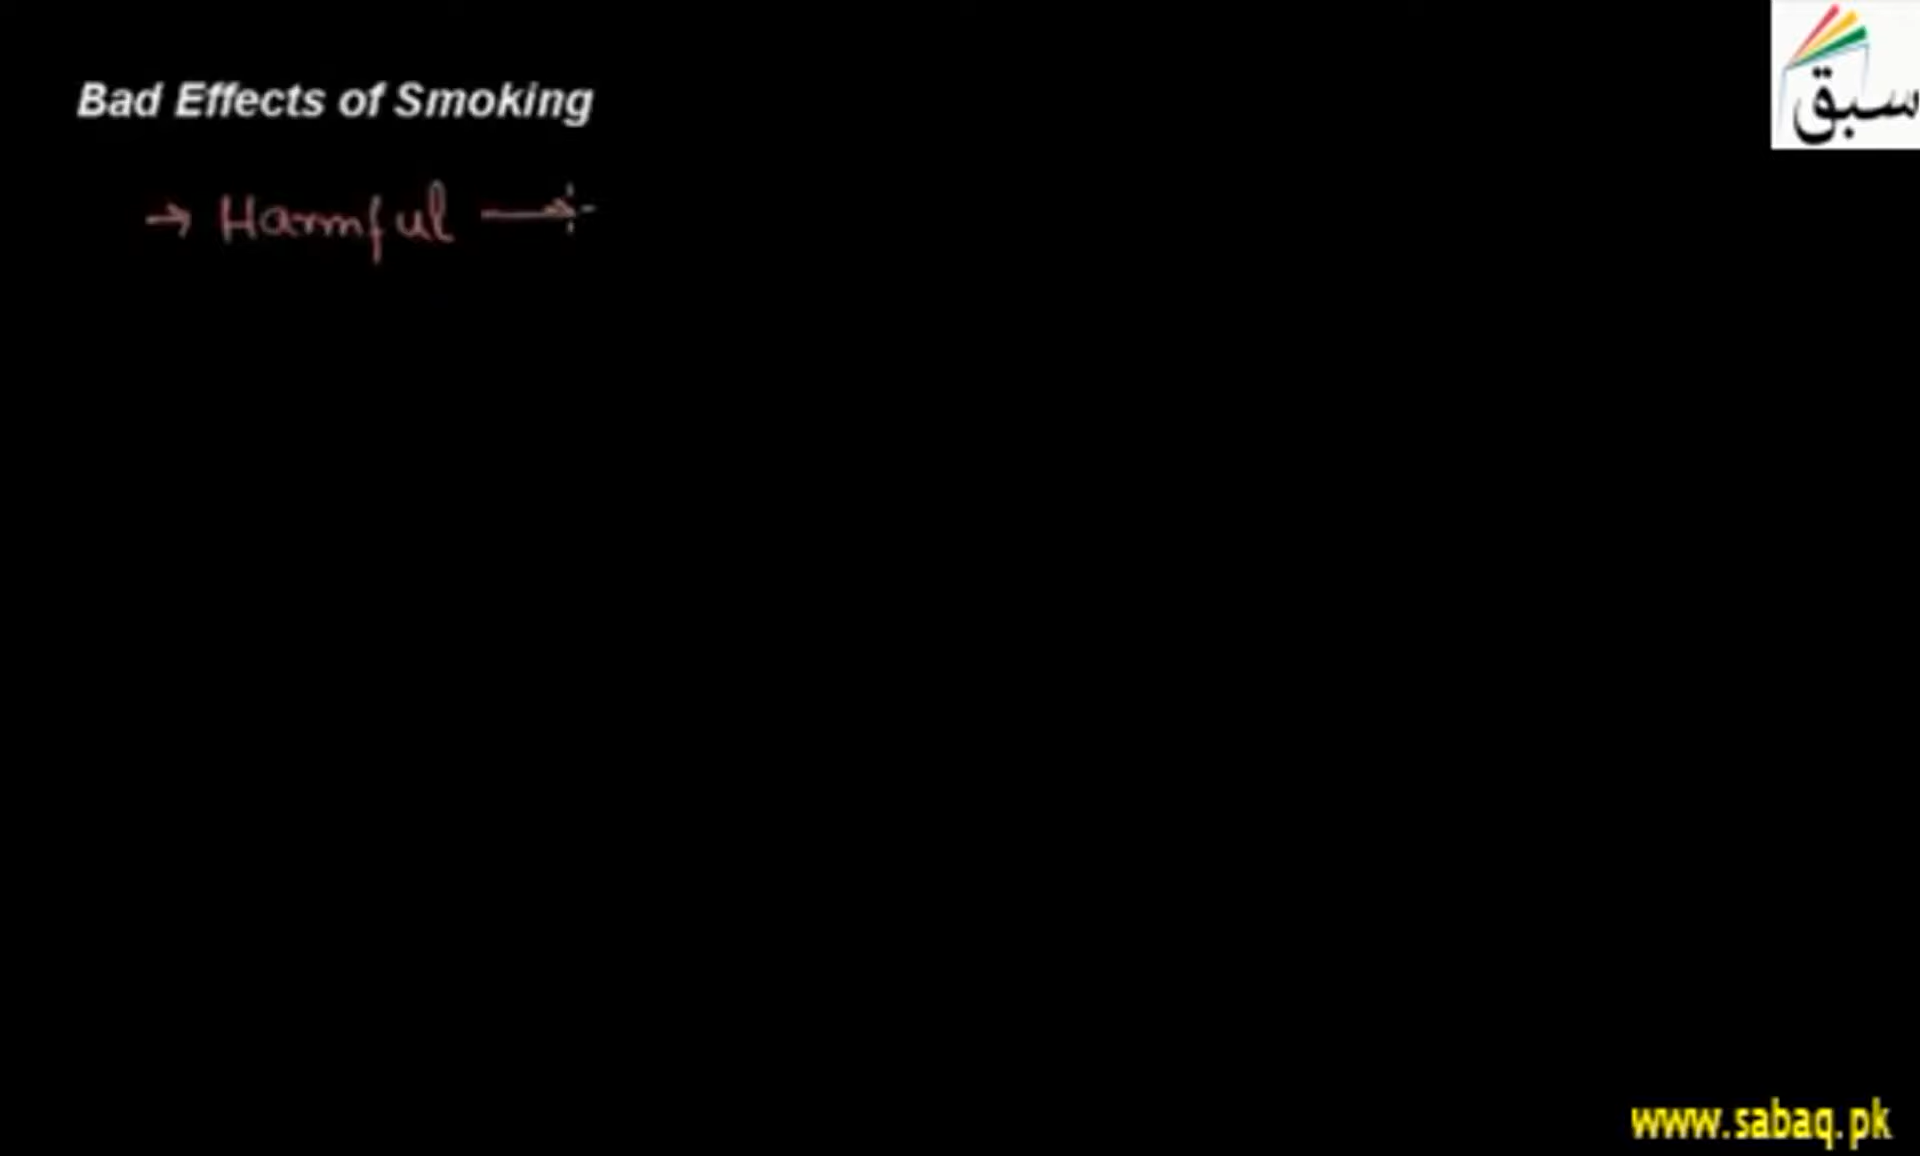 سبق
Bad Effects of Smoking
→ Harmful →
www.sabaq.pk